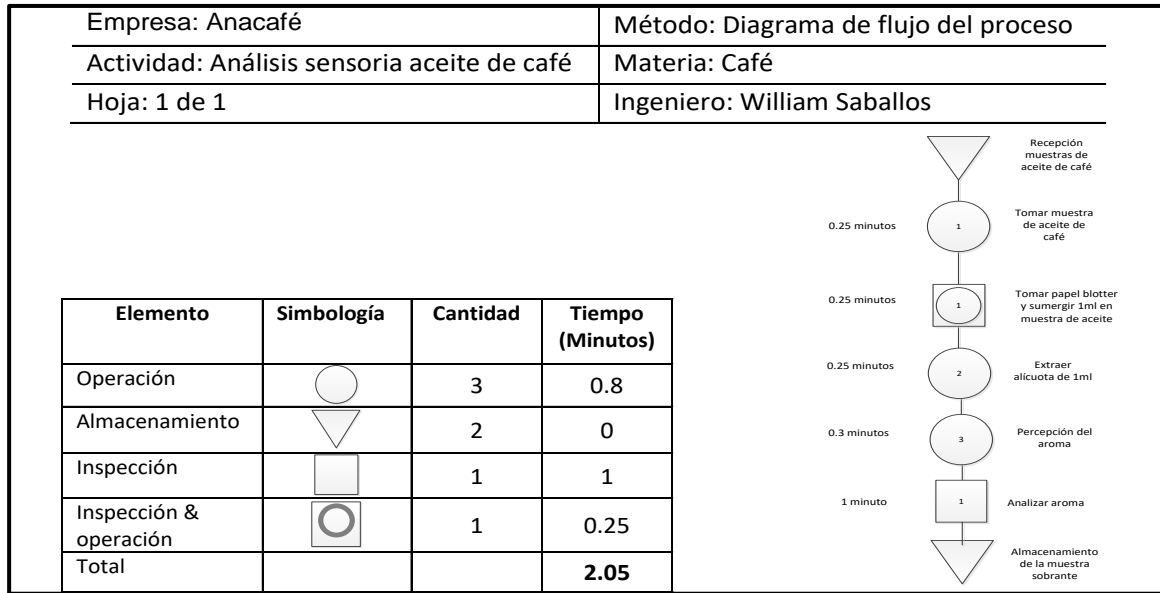 Empresa: Anacafé
Método: Diagrama de flujo del proceso
Actividad: Análisis sensoria aceite de café
Materia: Café
Hoja: 1 de 1
Ingeniero: William Saballos
Recepción
muestras de
aceite de café
0.25 minutos
1
Tomar muestra
de aceite de
café
0.25 minutos
1
Tomar papel blotter
y sumergir 1ml en
muestra de aceite
0.25 minutos
2
Extraer
alícuota de 1ml
0.3 minutos
3
Percepción del
aroma
1 minuto
1
Analizar aroma
Almacenamiento
de la muestra
sobrante
Elemento
Simbología
Cantidad
Tiempo
(Minutos)
Operación
3
0.8
Almacenamiento
2
0
Inspección
1
1
Inspección &
operación
1
0.25
Total
2.05